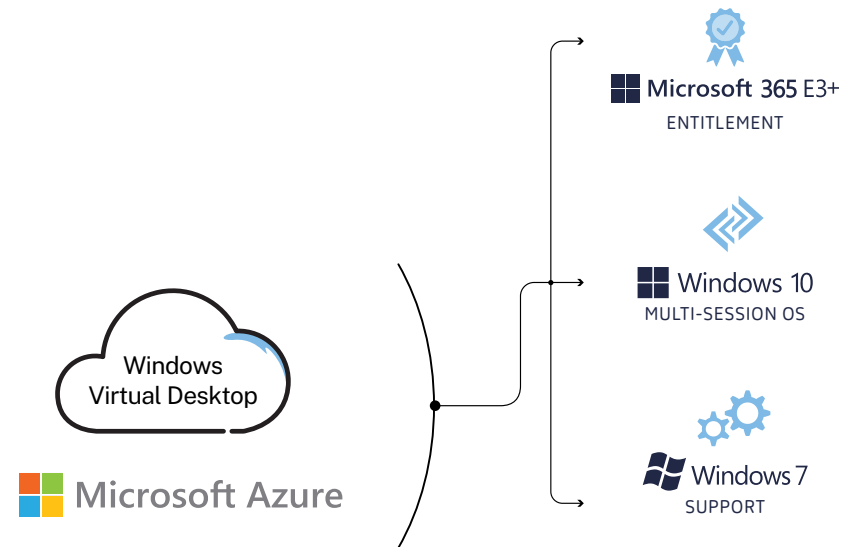 Microsoft 365 E3+
ENTITLEMENT
Windows 10
MULTI-SESSION OS
Windows
Virtual Desktop
Microsoft Azure
Windows 7
SUPPORT